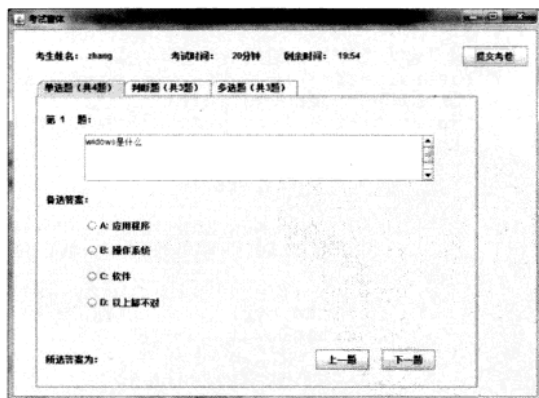 考试窗体
考生姓名: zhang 考试时间: 20分钟 剩余时间: 19:54 提交考卷
单选题 (共4题) 判断题 (共3题) 多选题 (共3题)
第 1 题:
widows是什么
备选答案:
A: 应用程序
B: 操作系统
C: 软件
D: 以上都不对
所选答案为: 上一题 下一题